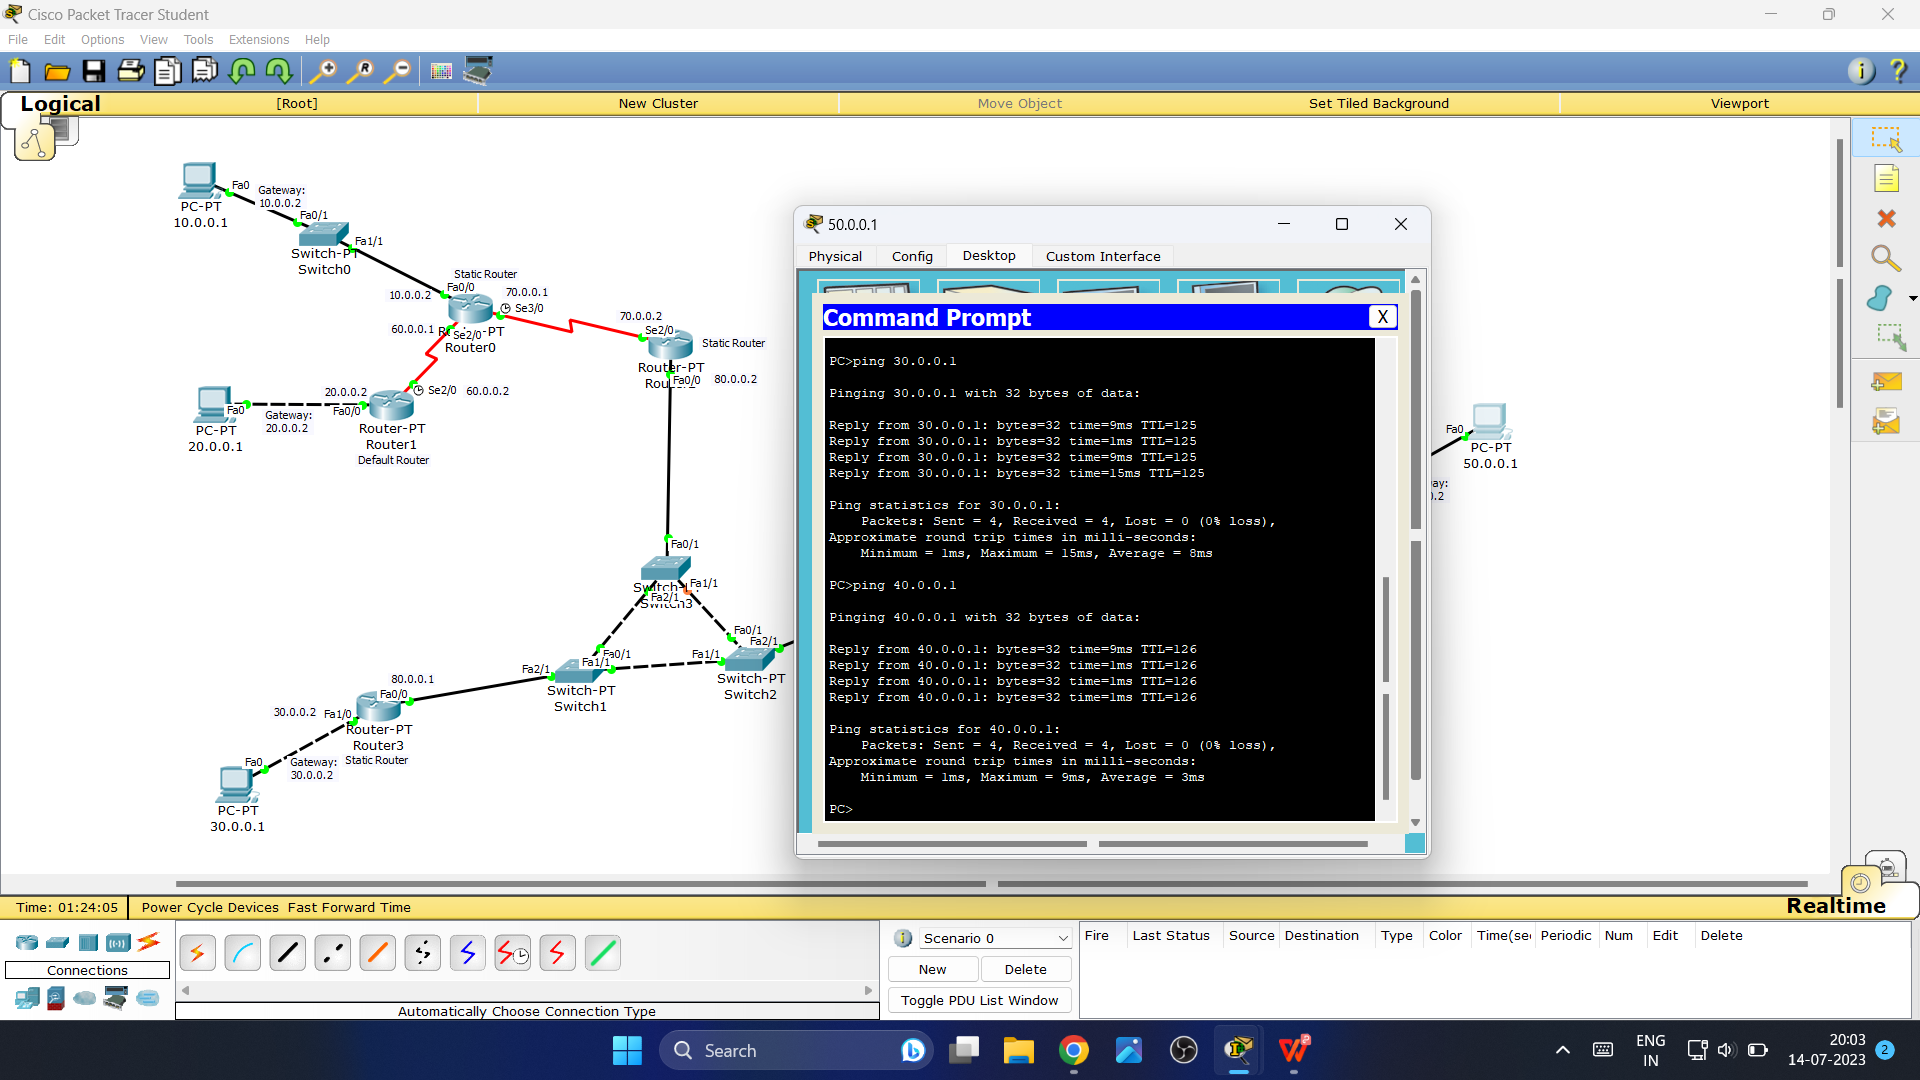 Cisco Packet Tracer Student
File Edit Options View Tools Extensions Help
Logical [Root] New Cluster Move Object Set Tiled Background Viewport
Fa0
Gateway:
10.0.0.2
PC-PT
10.0.0.1
Fa0/1
Fa1/1
Switch-PT
Switch0
Static Router
10.0.0.2 Fa0/0
70.0.0.1
Se3/0
60.0.0.1
Se2/0
Router0
70.0.0.2
Se2/0
Static Router
Router-PT
Fa0/0 80.0.0.2
20.0.0.2
Se2/0 60.0.0.2
Fa0
Gateway:
20.0.0.2
Fa0/0
PC-PT
20.0.0.1
Router-PT
Router1
Default Router
Fa0/1
Fa1/1
Fa2/1
Switch3
Fa0/1
Fa2/1
Fa0/1
Fa1/1
Fa1/1
Fa2/1
Switch-PT
Switch1
Switch-PT
Switch2
80.0.0.1
Fa0/0
30.0.0.2 Fa1/0
Router-PT
Router3
Static Router
Fa0
Gateway:
30.0.0.2
PC-PT
30.0.0.1
Fa0
PC-PT
50.0.0.1
ay:
.2
50.0.0.1
Physical Config Desktop Custom Interface
Command Prompt X
PC>ping 30.0.0.1
Pinging 30.0.0.1 with 32 bytes of data:
Reply from 30.0.0.1: bytes=32 time=9ms TTL=125
Reply from 30.0.0.1: bytes=32 time=1ms TTL=125
Reply from 30.0.0.1: bytes=32 time=9ms TTL=125
Reply from 30.0.0.1: bytes=32 time=15ms TTL=125
Ping statistics for 30.0.0.1:
Packets: Sent = 4, Received = 4, Lost = 0 (0% loss),
Approximate round trip times in milli-seconds:
Minimum = 1ms, Maximum = 15ms, Average = 8ms
PC>ping 40.0.0.1
Pinging 40.0.0.1 with 32 bytes of data:
Reply from 40.0.0.1: bytes=32 time=9ms TTL=126
Reply from 40.0.0.1: bytes=32 time=1ms TTL=126
Reply from 40.0.0.1: bytes=32 time=1ms TTL=126
Reply from 40.0.0.1: bytes=32 time=1ms TTL=126
Ping statistics for 40.0.0.1:
Packets: Sent = 4, Received = 4, Lost = 0 (0% loss),
Approximate round trip times in milli-seconds:
Minimum = 1ms, Maximum = 9ms, Average = 3ms
PC>
Time: 01:24:05 Power Cycle Devices Fast Forward Time
Realtime
Connections
Automatically Choose Connection Type
Scenario 0
New Delete
Toggle PDU List Window
Fire Last Status Source Destination Type Color Time(sec Periodic Num Edit Delete
Search
ENG
IN
20:03
14-07-2023
2